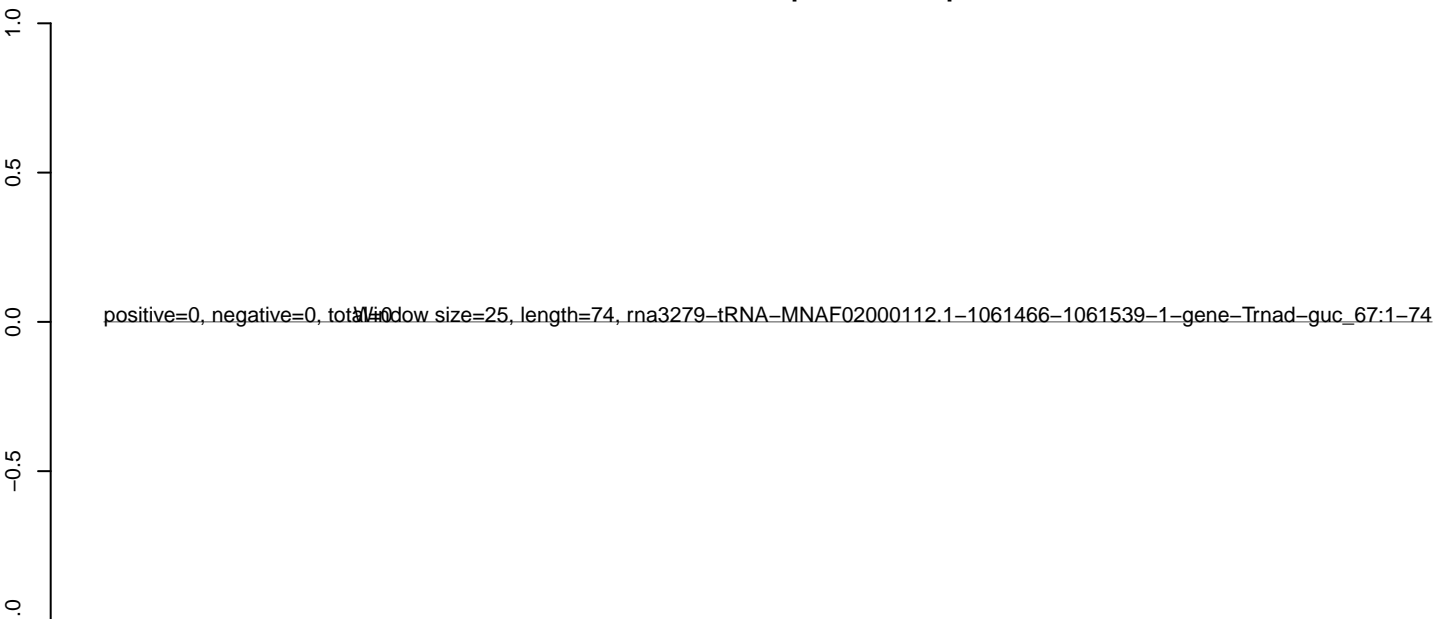 1.0
0.5
positive=0, negative=0, total=0
Window size=25, length=74, rna3279−tRNA−MNAF02000112.1−1061466−1061539−1−gene−Trnad−guc_67:1−74
0.0
−0.5
.0